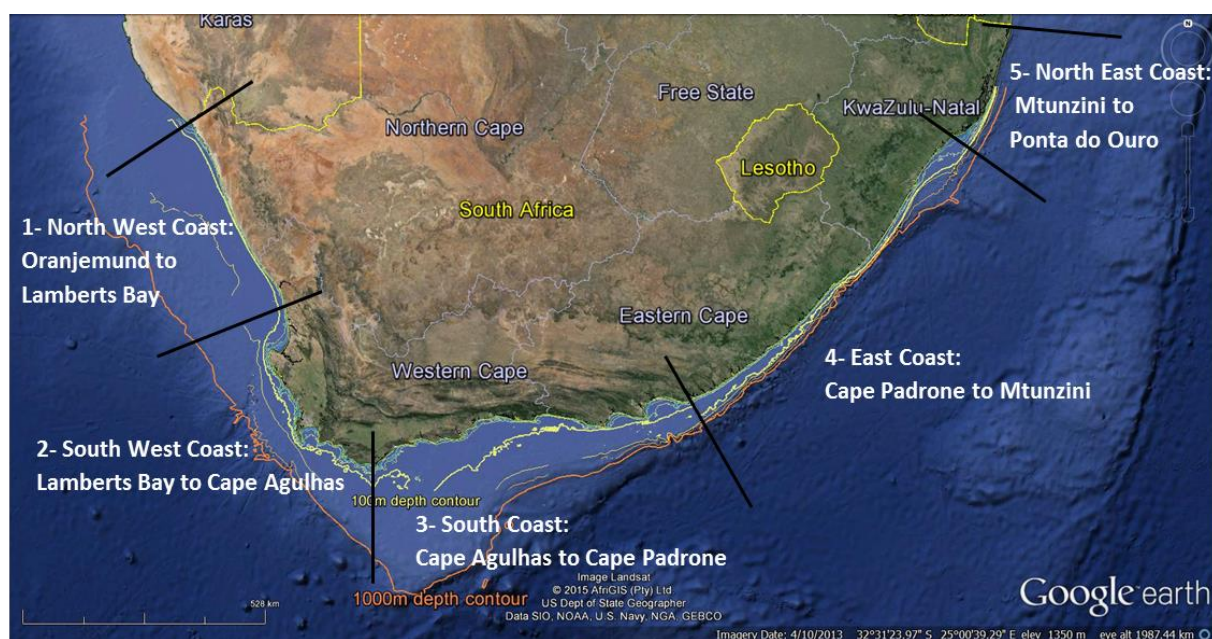 Karas
Northern Cape
Free State
KwaZulu-Natal
Lesotho
South Africa
Eastern Cape
Western Cape
N
5- North East Coast:
Mtunzini to
Ponta do Ouro
1- North West Coast:
Oranjemund to
Lamberts Bay
4- East Coast:
Cape Padrone to Mtunzini
2- South West Coast:
Lamberts Bay to Cape Agulhas
100m depth contour
3- South Coast:
Cape Agulhas to Cape Padrone
1000m depth contour
528 km
Image Landsat
© 2015 AfriGIS (Pty) Ltd
US Dept of State Geographer
Data SIO, NOAA, U.S. Navy, NGA, GEBCO
Google earth
Imagery Date: 4/10/2013 32°31'23.97" S 25°00'39.29" E elev 1350 m eye alt 1987.44 km